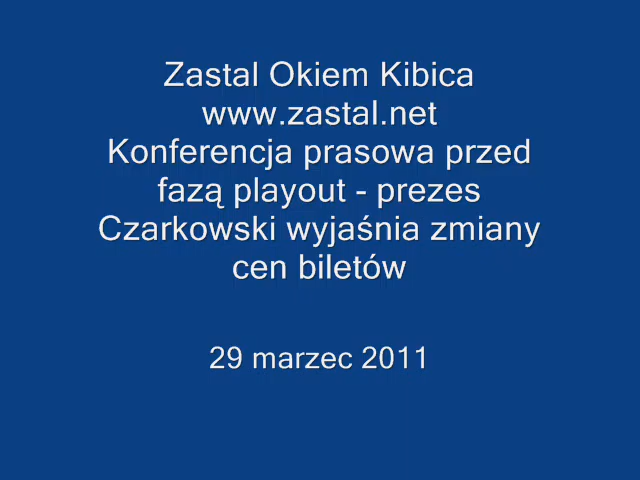 Zastal Okiem Kibica
www.zastal.net
Konferencja prasowa przed
fazą playout - prezes
Czarkowski wyjaśnia zmiany
cen biletów
29 marzec 2011